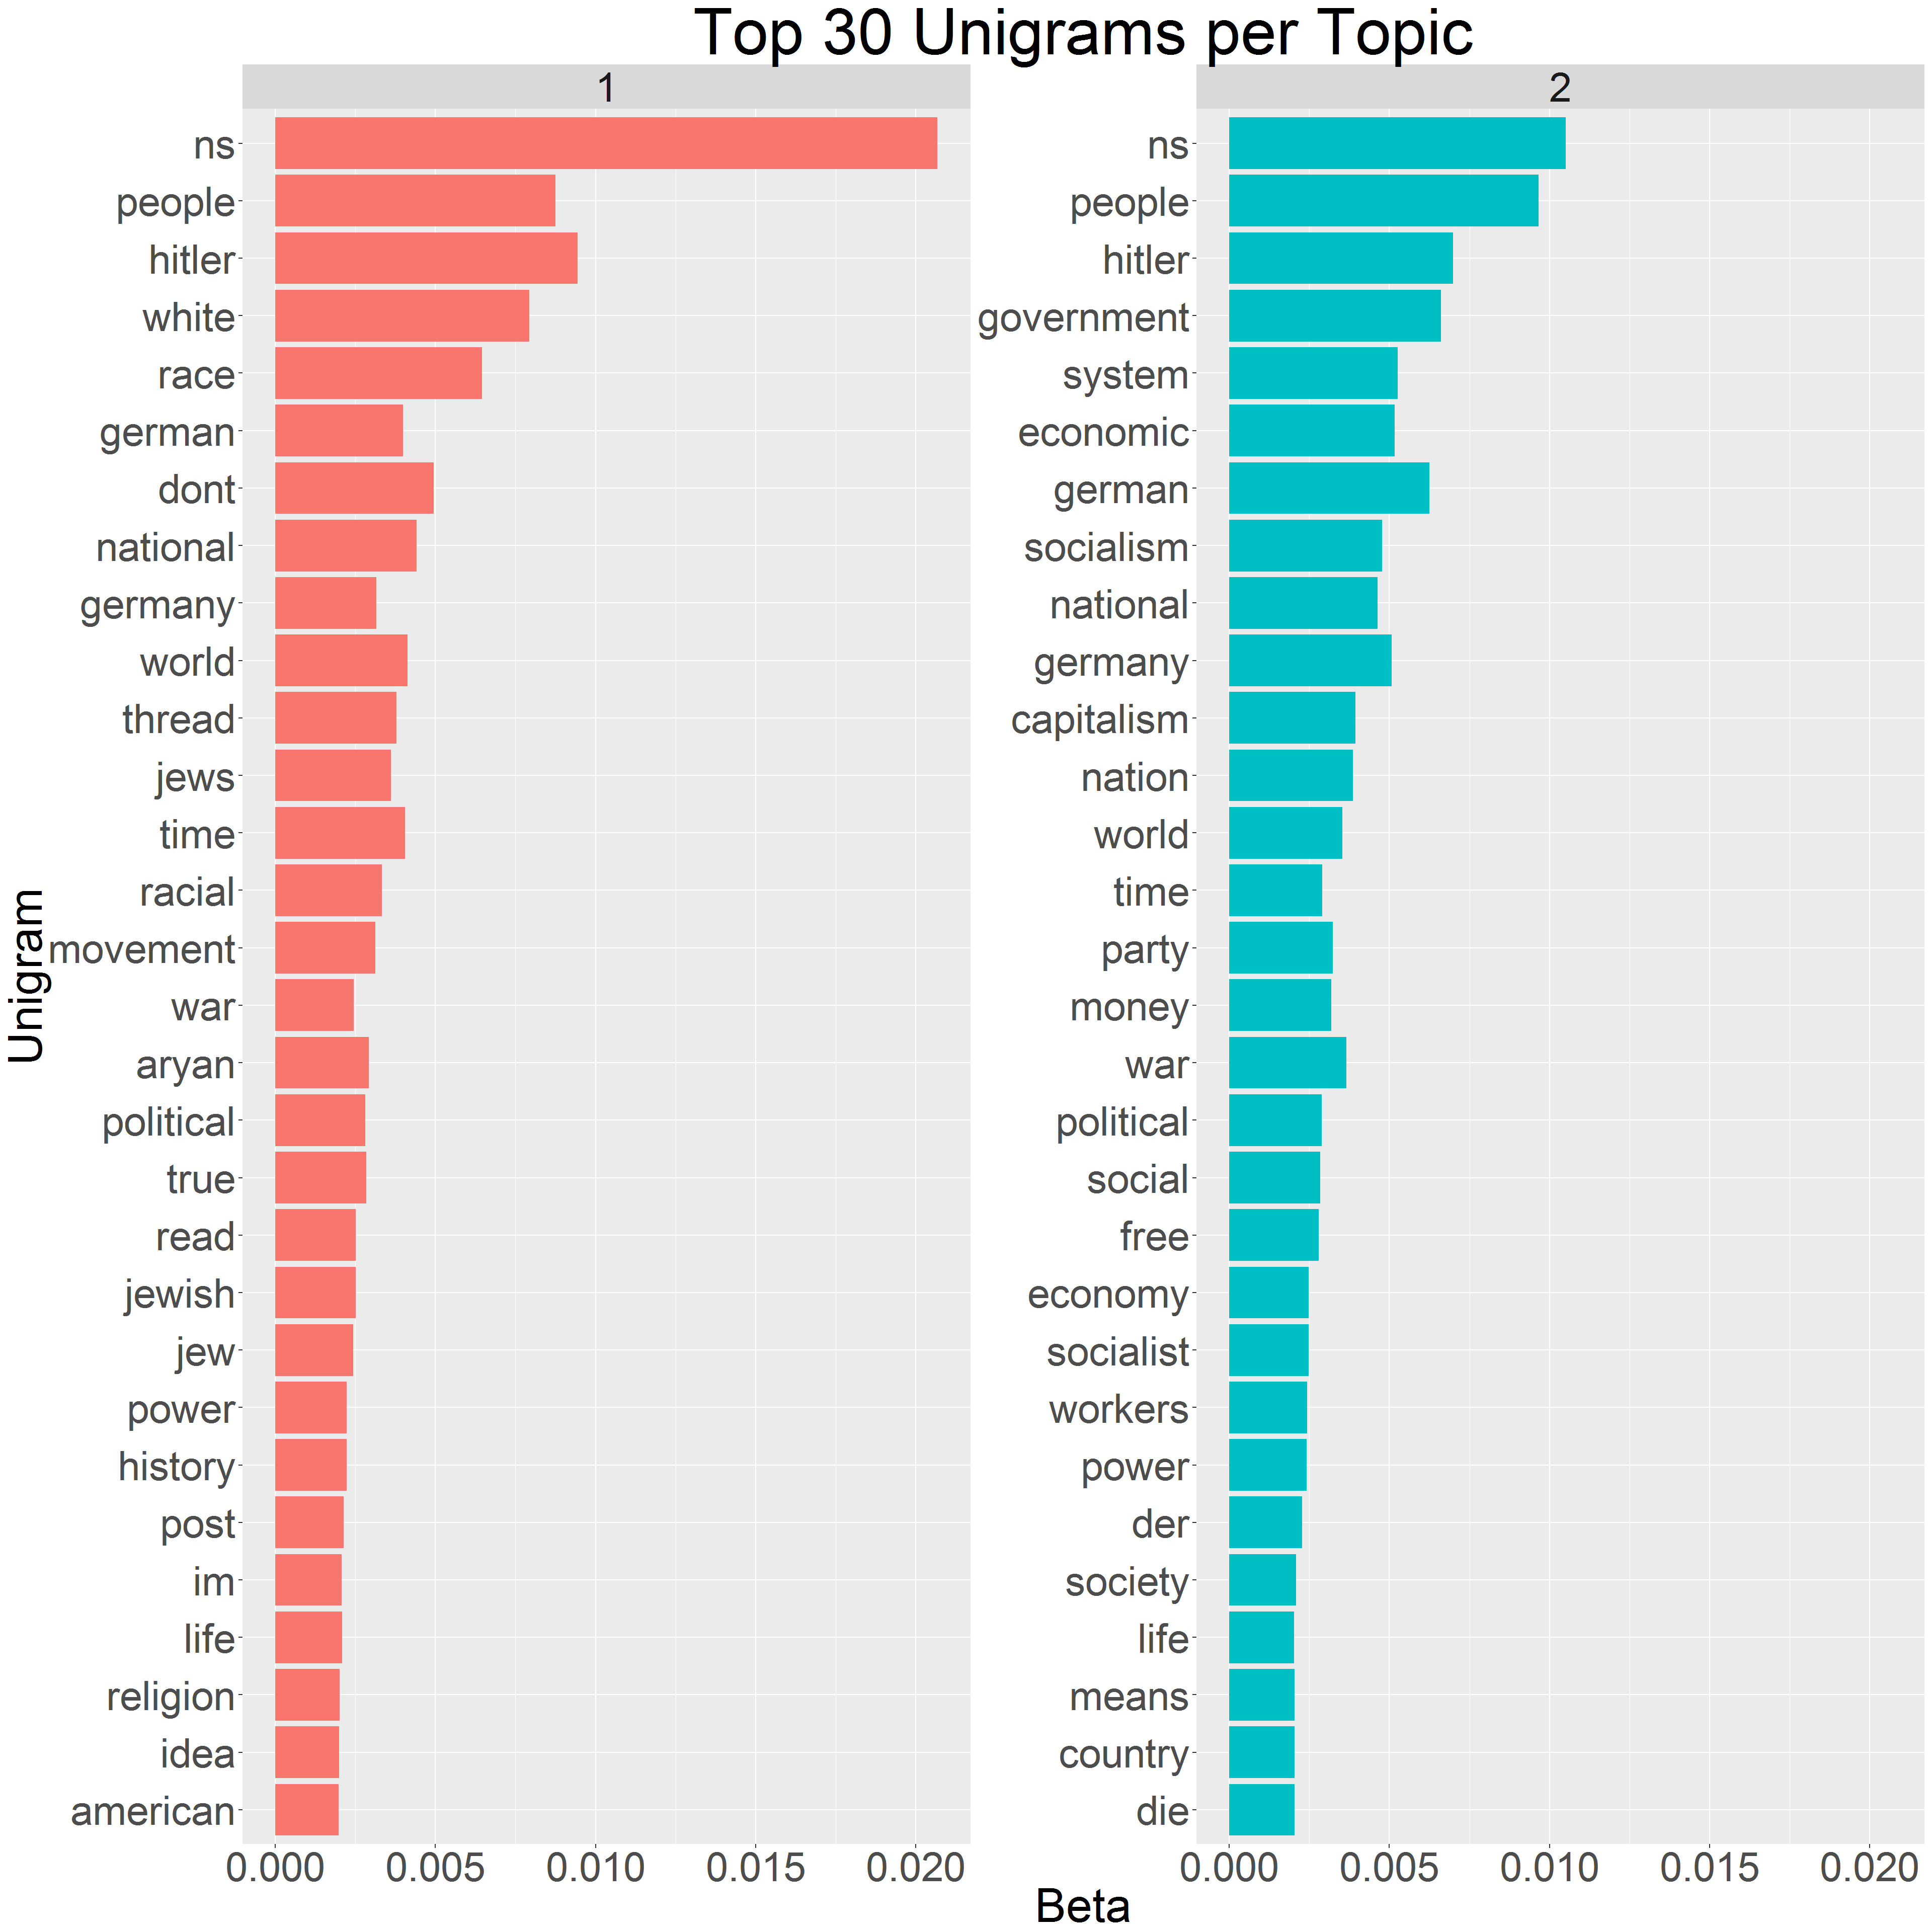 Top 30 Unigrams per Topic
1
ns
people
hitler
white
race
german
dont
national
germany
world
thread
jews
time
racial
movement
war
aryan
political
true
read
jewish
jew
power
history
post
im
life
religion
idea
american
0.000 0.005 0.010 0.015 0.020
2
ns
people
hitler
government
system
economic
german
socialism
national
germany
capitalism
nation
world
time
party
money
war
political
social
free
economy
socialist
workers
power
der
society
life
means
country
die
0.000 0.005 0.010 0.015 0.020
Unigram
Beta